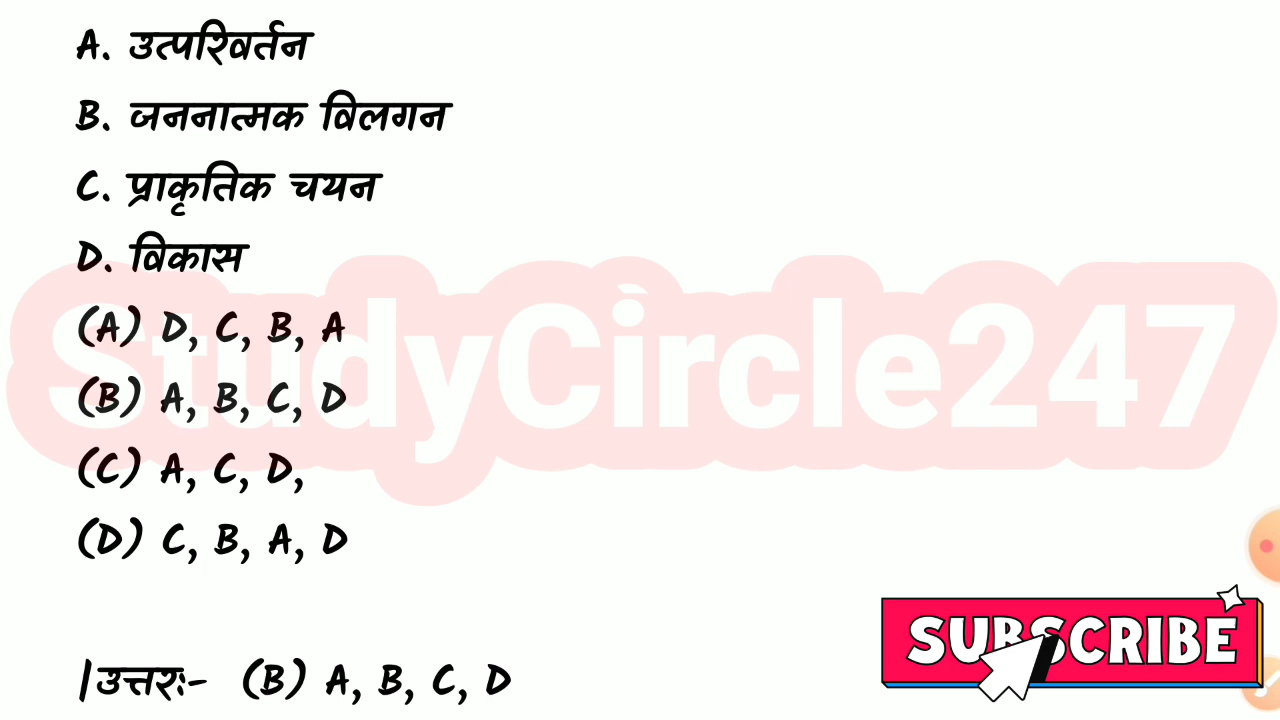 A. उत्परिवर्तन
B. जननात्मक विलगन
C. प्राकृतिक चयन
D. विकास
StudyCircle247
(A) D, C, B, A
(B) A, B, C, D
(C) A, C, D,
(D) C, B, A, D
SUBSCRIBE
|उत्तरः- (B) A, B, C, D